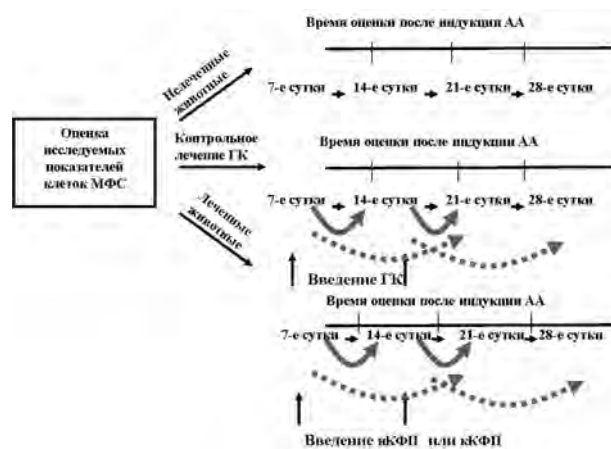 Время оценки после индукции АА
Нелеченные
животные
7-е сутки 14-е сутки 21-е сутки 28-е сутки
Оценка
исследуемых
показателей
клеток МФС
Контрольное
лечение ГК
Время оценки после индукции АА
7-е сутки 14-е сутки 21-е сутки 28-е сутки
Леченные
животные
Введение ГК
Время оценки после индукции АА
7-е сутки 14-е сутки 21-е сутки 28-е сутки
Введение нКФП или кКФП